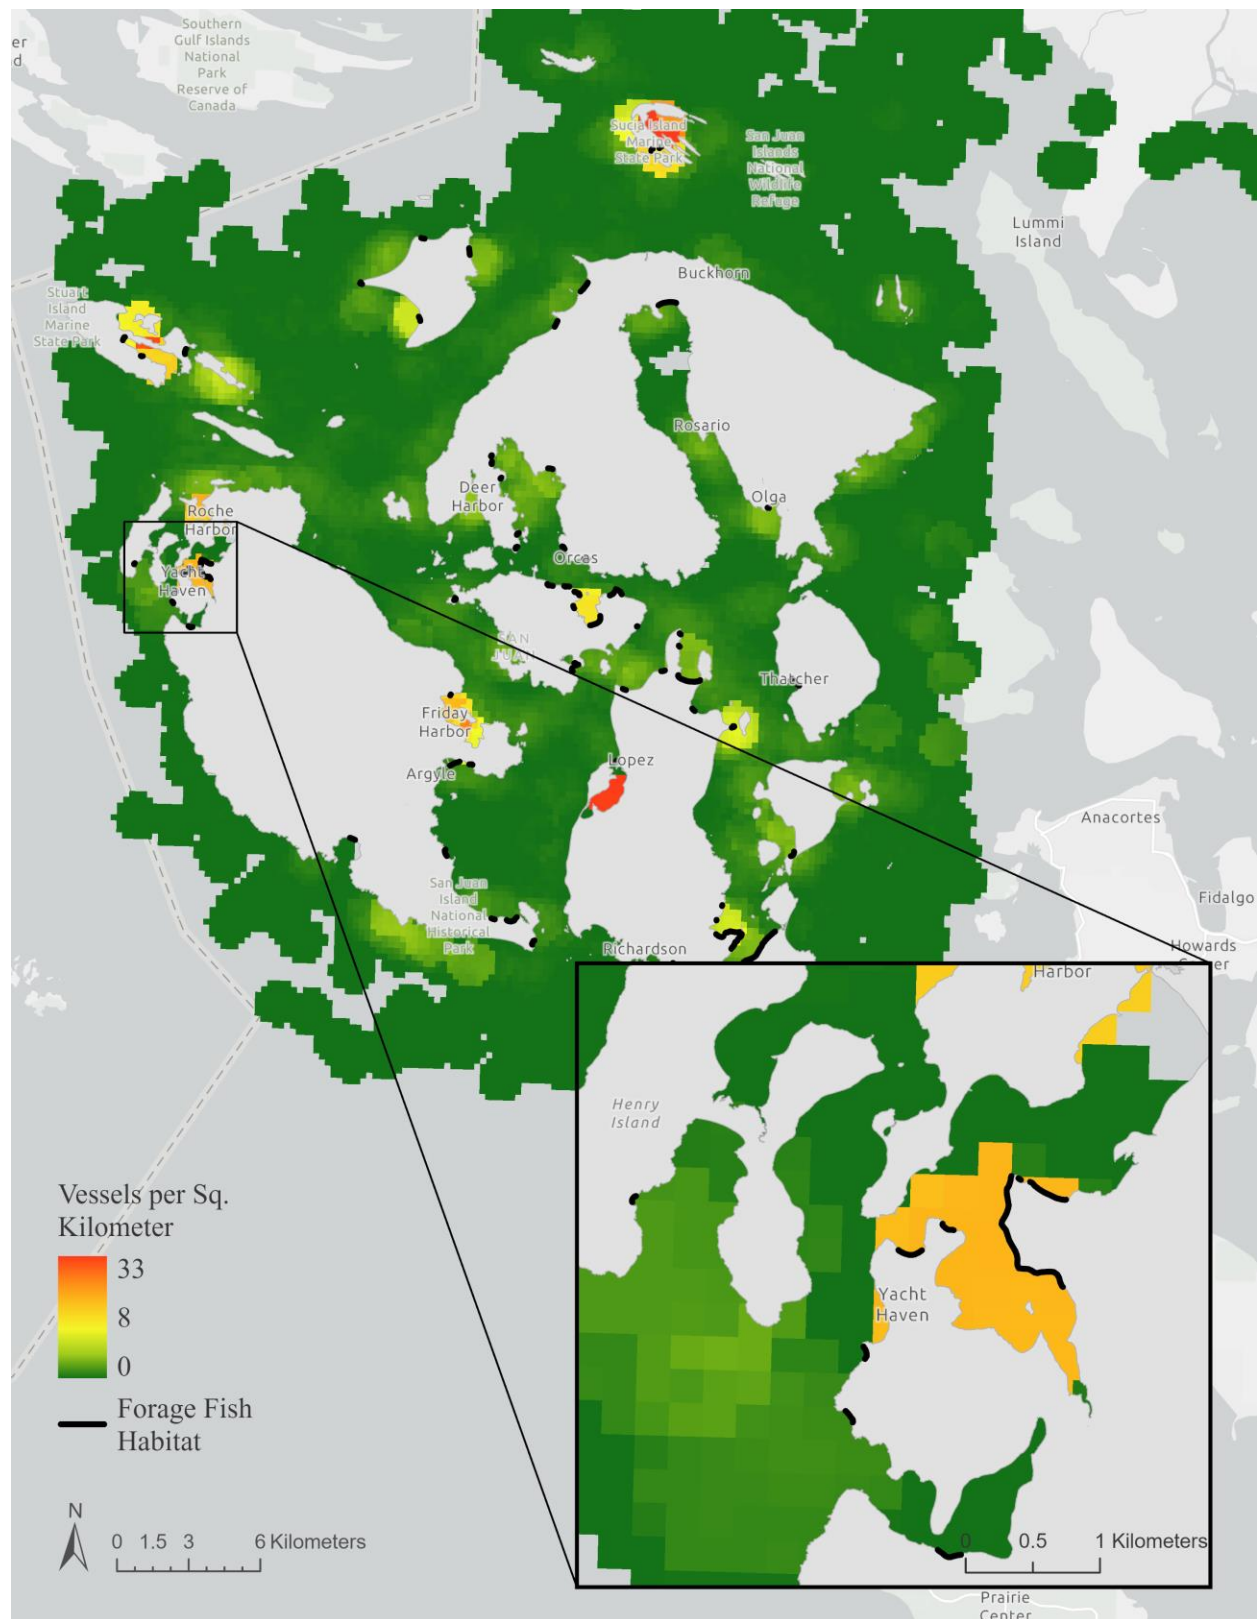 Southern
Gulf Islands
National
Park
Reserve of
Canada
er
d
Sucia Island
Marine
State Park
San Juan
Islands
National
Wildlife
Refuge
Lummi
Island
Buckhorn
Stuart
Island
Marine
State Park
Rosario
Deer
Harbor
Olga
Roche
Harbor
Orcas
Yacht
Haven
SAN
JUAN
Thatcher
Friday
Harbor
Lopez
Argyle
Anacortes
San Juan
Island
National
Historical
Park
Fidalgo
Richardson
Howards
Harbor
Henry
Island
Yacht
Haven
Vessels per Sq.
Kilometer
33
8
0
Forage Fish
Habitat
N
0 1.5 3 6 Kilometers
0 0.5 1 Kilometers
Prairie
Center